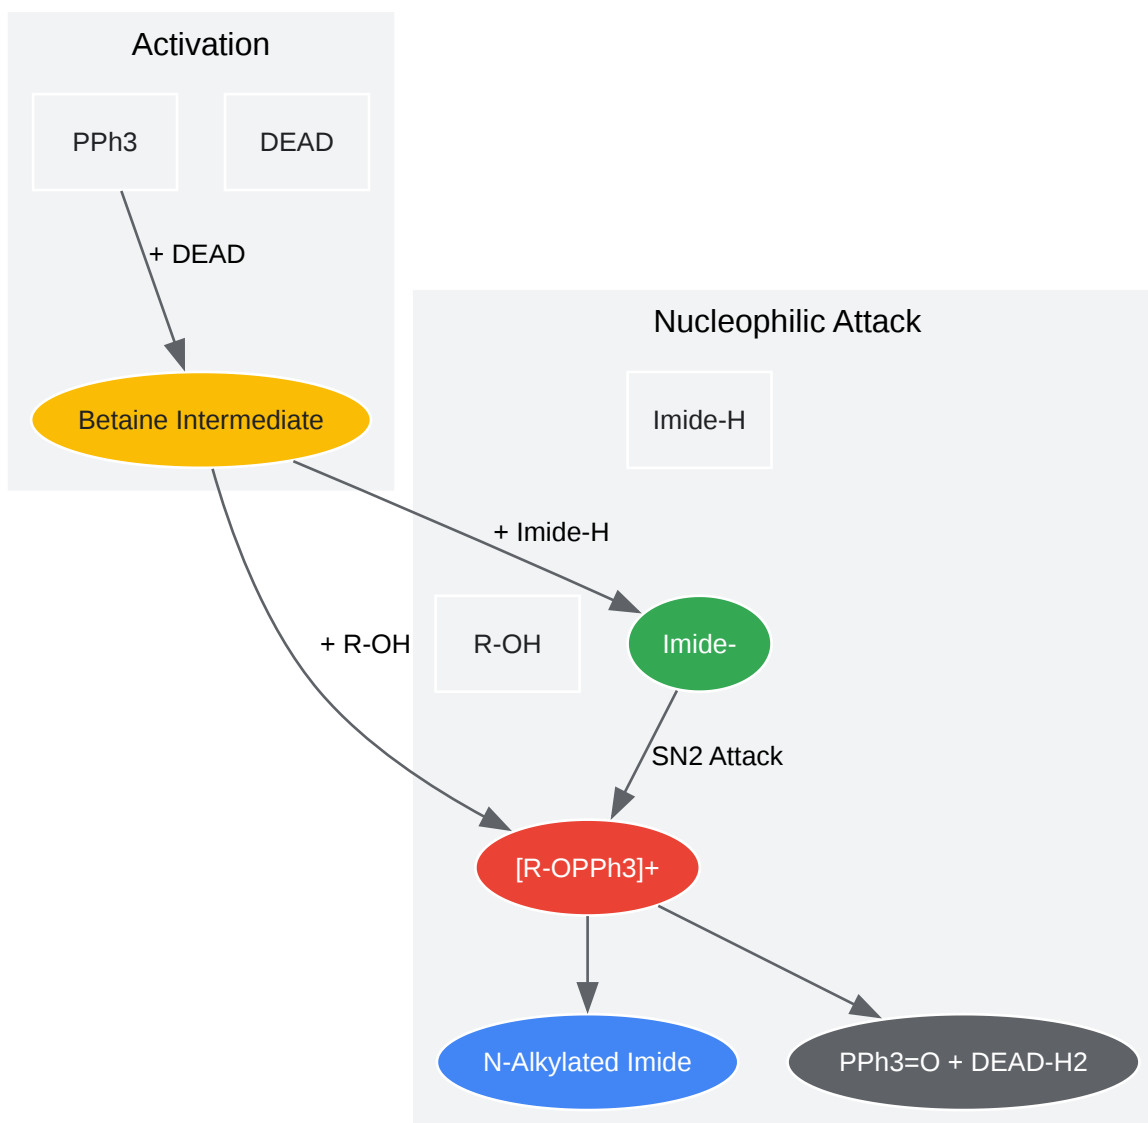 Activation
PPh3
DEAD
+ DEAD
Betaine Intermediate
Nucleophilic Attack
Imide-H
+ Imide-H
+ R-OH
R-OH
Imide-
SN2 Attack
[R-OPPh3]+
N-Alkylated Imide
PPh3=O + DEAD-H2